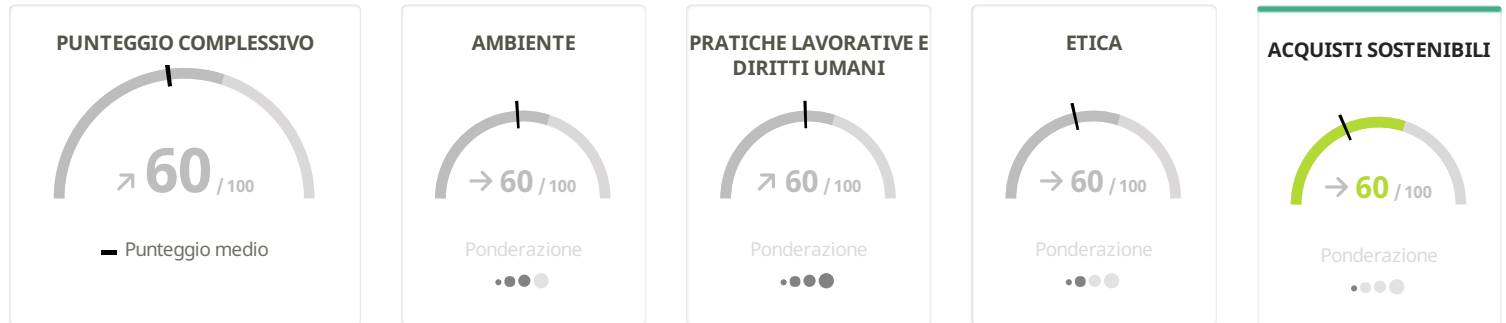 PUNTEGGIO COMPLESSIVO
60 / 100
Punteggio medio
AMBIENTE
60 / 100
Ponderazione
PRATICHE LAVORATIVE E
DIRITTI UMANI
60 / 100
Ponderazione
ETICA
60 / 100
Ponderazione
ACQUISTI SOSTENIBILI
60 / 100
Ponderazione